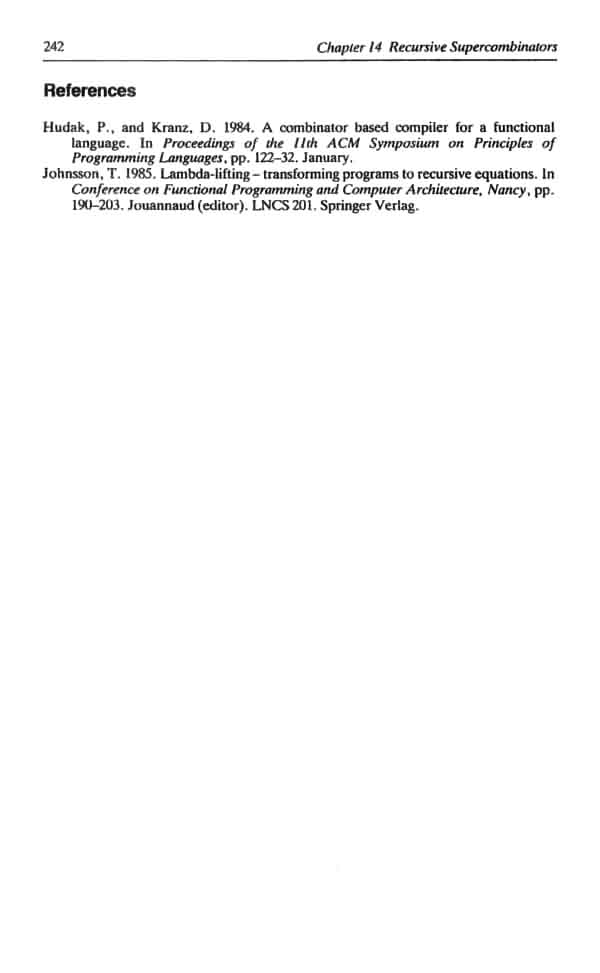 242 Chapter 14 Recursive Supercombinators
References
Hudak, P., and Kranz, D. 1984. A combinator based compiler for a functional
language. In Proceedings of the 11th ACM Symposium on Principles of
Programming Languages, pp. 122–32. January.
Johnsson, T. 1985. Lambda-lifting – transforming programs to recursive equations. In
Conference on Functional Programming and Computer Architecture, Nancy, pp.
190–203. Jouannaud (editor). LNCS 201. Springer Verlag.